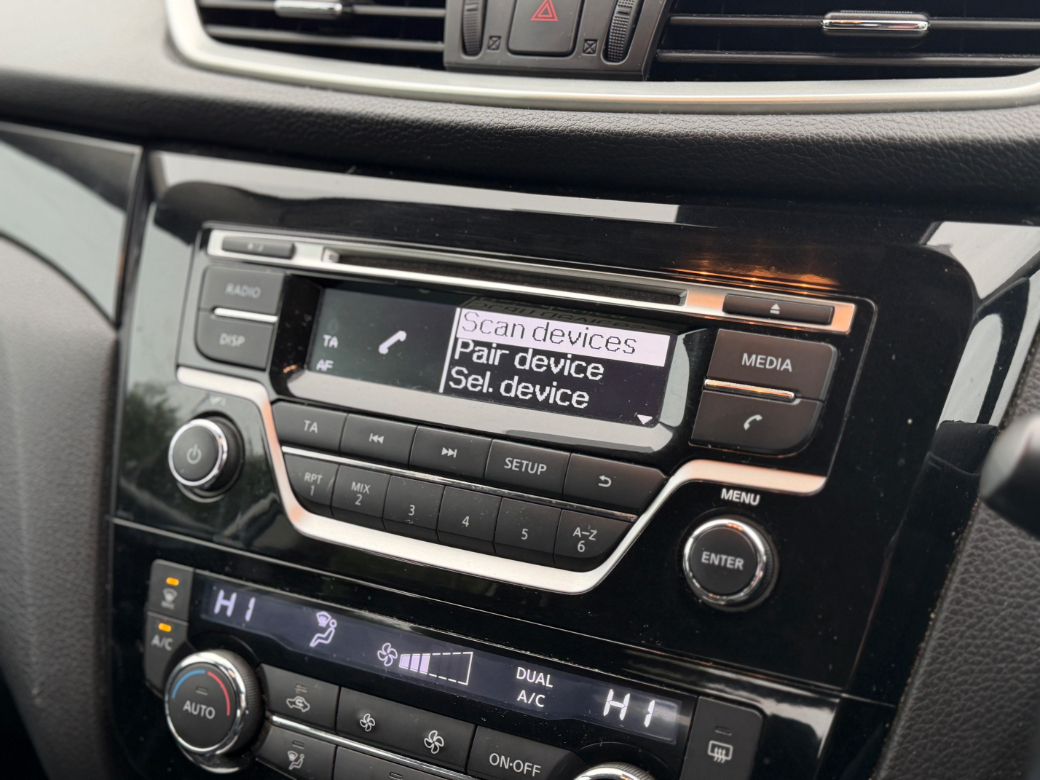 RADIO
DISP
TA
AF
Scan devices
Pair device
Sel. device
MEDIA
TA
SETUP
RPT
1
MIX
2
3
4
5
A-Z
6
MENU
ENTER
HI
DUAL
A/C
HI
A/C
AUTO
ON·OFF